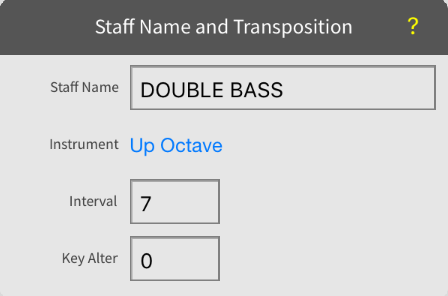 Staff Name and Transposition ?
Staff Name DOUBLE BASS
Instrument Up Octave
Interval 7
Key Alter 0